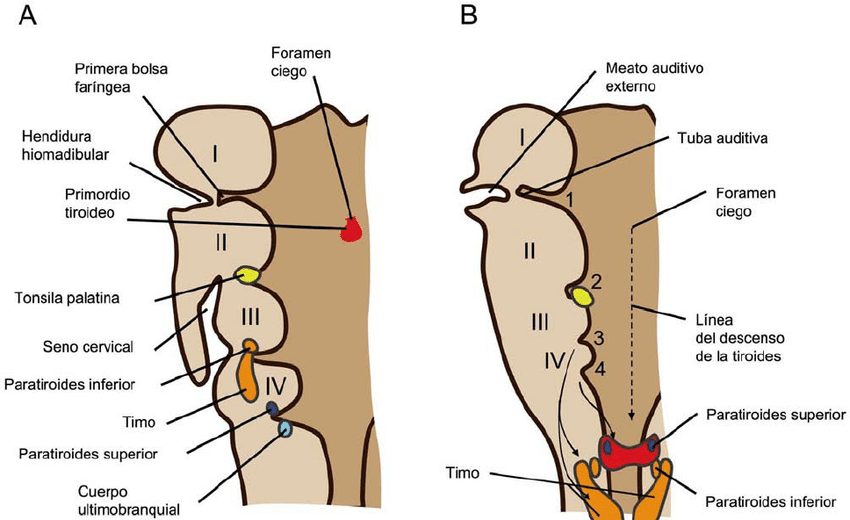 A
Foramen
ciego
Primera bolsa
faríngea
Hendidura
hiomadibular
Primordio
tiroideo
I
II
Tonsila palatina
III
Seno cervical
Paratiroides inferior
IV
Timo
Paratiroides superior
Cuerpo
ultimobranquial
B
Meato auditivo
externo
I
Tuba auditiva
1
Foramen
ciego
II
2
III
3
Línea
del descenso
de la tiroides
IV
4
Paratiroides superior
Timo
Paratiroides inferior